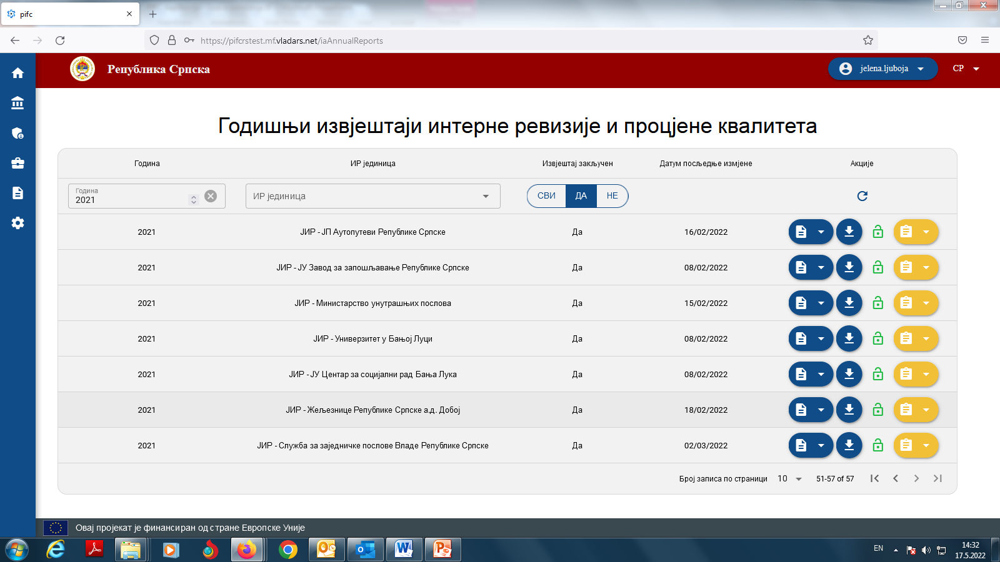 pifc
https://pifcrstest.mf.vladars.net/iaAnnualReports
Република Српска
jelena.ljuboja
СР
Годишњи извјештаји интерне ревизије и процјене квалитета
Година ИР јединица Извјештај закључен Датум посљедње измјене Акције
Година
2021 ИР јединица СВИ ДА НЕ
2021 ЈИР - ЈП Аутопутеви Републике Српске Да 16/02/2022
2021 ЈИР - ЈУ Завод за запошљавање Републике Српске Да 08/02/2022
2021 ЈИР - Министарство унутрашњих послова Да 15/02/2022
2021 ЈИР - Универзитет у Бањој Луци Да 08/02/2022
2021 ЈИР - ЈУ Центар за социјални рад Бања Лука Да 08/02/2022
2021 ЈИР - Жељезнице Републике Српске а.д. Добој Да 18/02/2022
2021 ЈИР - Служба за заједничке послове Владе Републике Српске Да 02/03/2022
Број записа по страници 10 51-57 of 57
Овај пројекат је финансиран од стране Европске Уније
EN
14:32
17.5.2022